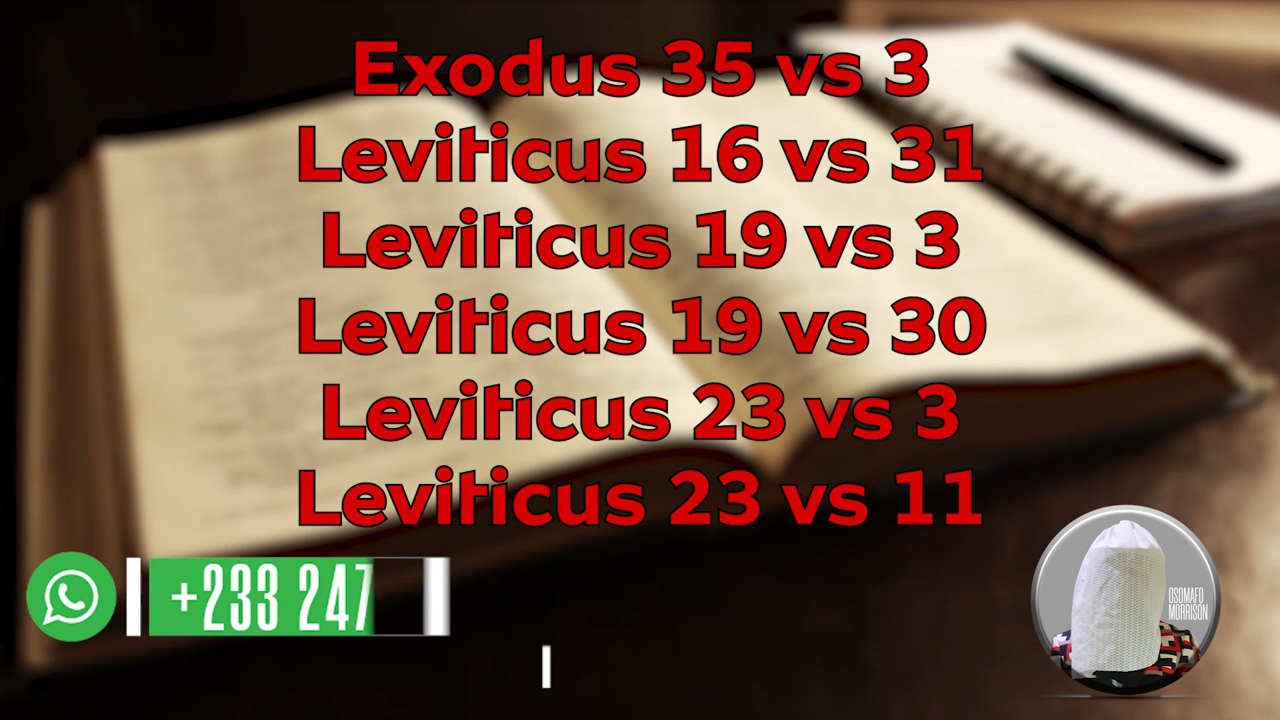 Exodus 35 vs 3
Leviticus 16 vs 31
Leviticus 19 vs 3
Leviticus 19 vs 30
Leviticus 23 vs 3
Leviticus 23 vs 11
+233 247
OSOMAFO
MORRISON